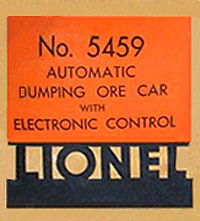 No. 5459
AUTOMATIC
DUMPING ORE CAR
WITH
ELECTRONIC CONTROL
LIONEL